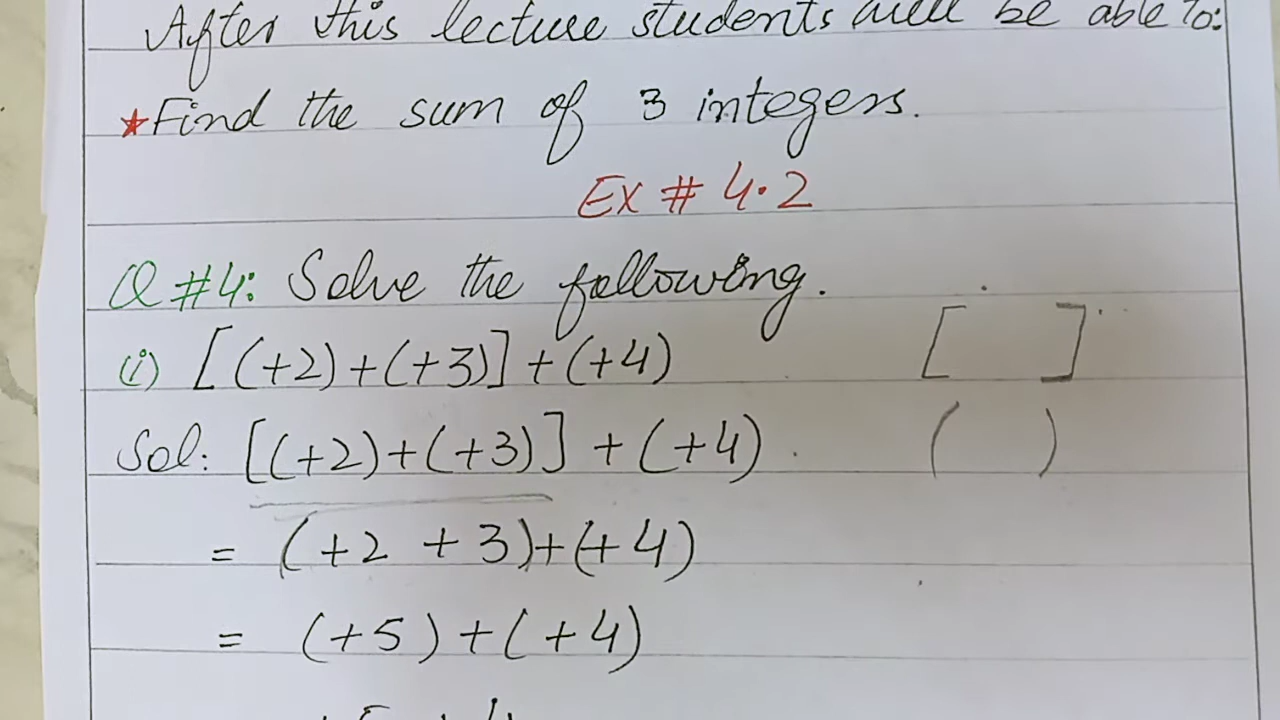 After this lecture students will be able to:
★Find the sum of 3 integers.
Ex # 4.2
Q #4: Solve the following.
(i) [(+2)+(+3)] + (+4) [ ]
Sol: [(+2)+(+3)] + (+4) ( )
= (+2 + 3)+(+4)
= (+5) + (+4)